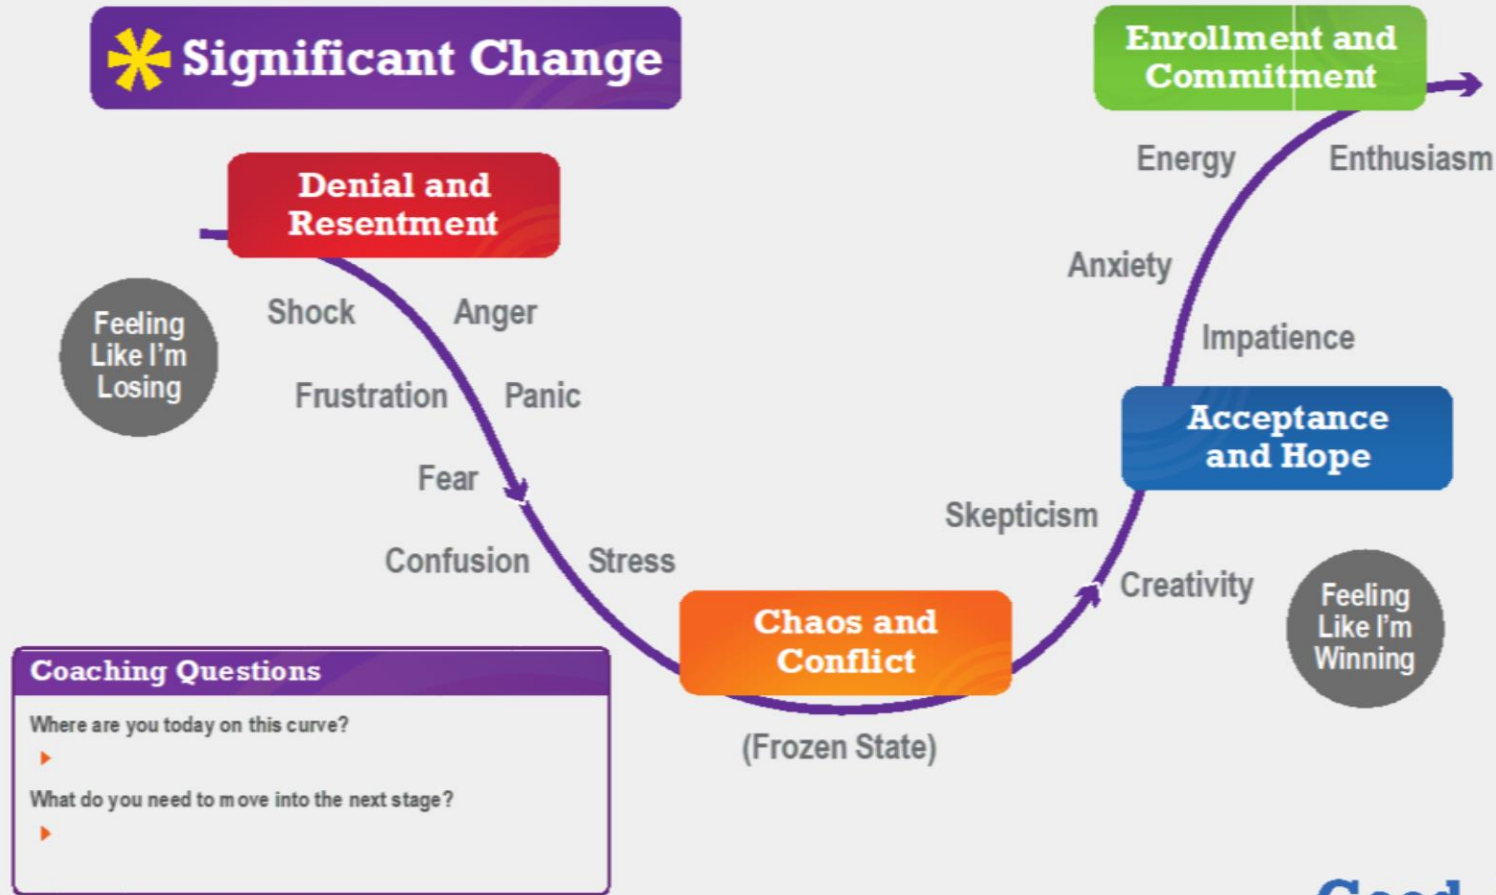 Significant Change
Enrollment and
Commitment
Energy
Enthusiasm
Denial and
Resentment
Anxiety
Feeling
Like I'm
Losing
Shock
Anger
Impatience
Frustration
Panic
Acceptance
and Hope
Fear
Skepticism
Confusion
Stress
Creativity
Feeling
Like I'm
Winning
Chaos and
Conflict
(Frozen State)
Coaching Questions
Where are you today on this curve?
What do you need to move into the next stage?